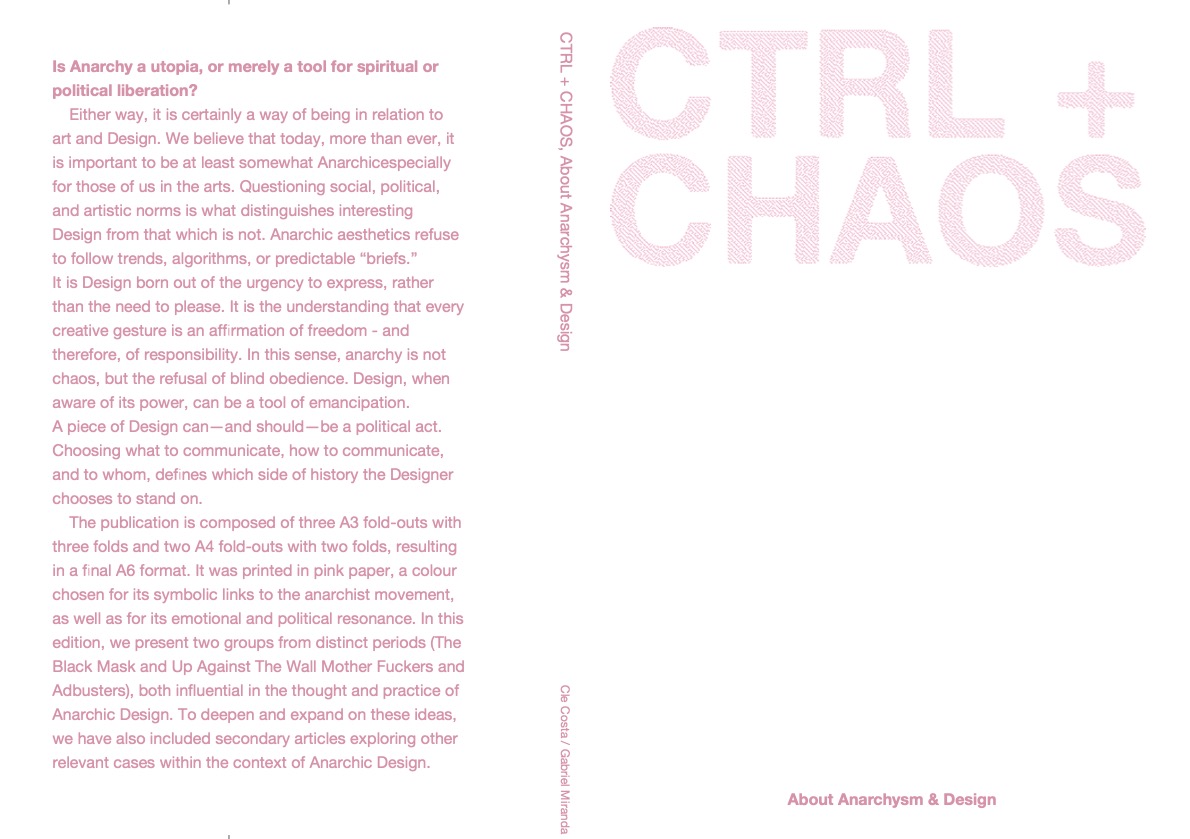 Is Anarchy a utopia, or merely a tool for spiritual or
political liberation?
Either way, it is certainly a way of being in relation to
art and Design. We believe that today, more than ever, it
is important to be at least somewhat Anarchicespecially
for those of us in the arts. Questioning social, political,
and artistic norms is what distinguishes interesting
Design from that which is not. Anarchic aesthetics refuse
to follow trends, algorithms, or predictable “briefs.”
It is Design born out of the urgency to express, rather
than the need to please. It is the understanding that every
creative gesture is an affirmation of freedom - and
therefore, of responsibility. In this sense, anarchy is not
chaos, but the refusal of blind obedience. Design, when
aware of its power, can be a tool of emancipation.
A piece of Design can—and should—be a political act.
Choosing what to communicate, how to communicate,
and to whom, defines which side of history the Designer
chooses to stand on.
The publication is composed of three A3 fold-outs with
three folds and two A4 fold-outs with two folds, resulting
in a final A6 format. It was printed in pink paper, a colour
chosen for its symbolic links to the anarchist movement,
as well as for its emotional and political resonance. In this
edition, we present two groups from distinct periods (The
Black Mask and Up Against The Wall Mother Fuckers and
Adbusters), both influential in the thought and practice of
Anarchic Design. To deepen and expand on these ideas,
we have also included secondary articles exploring other
relevant cases within the context of Anarchic Design.
CTRL + CHAOS, About Anarchysm & Design
Cle Costa / Gabriel Miranda
CTRL +
CHAOS
About Anarchysm & Design